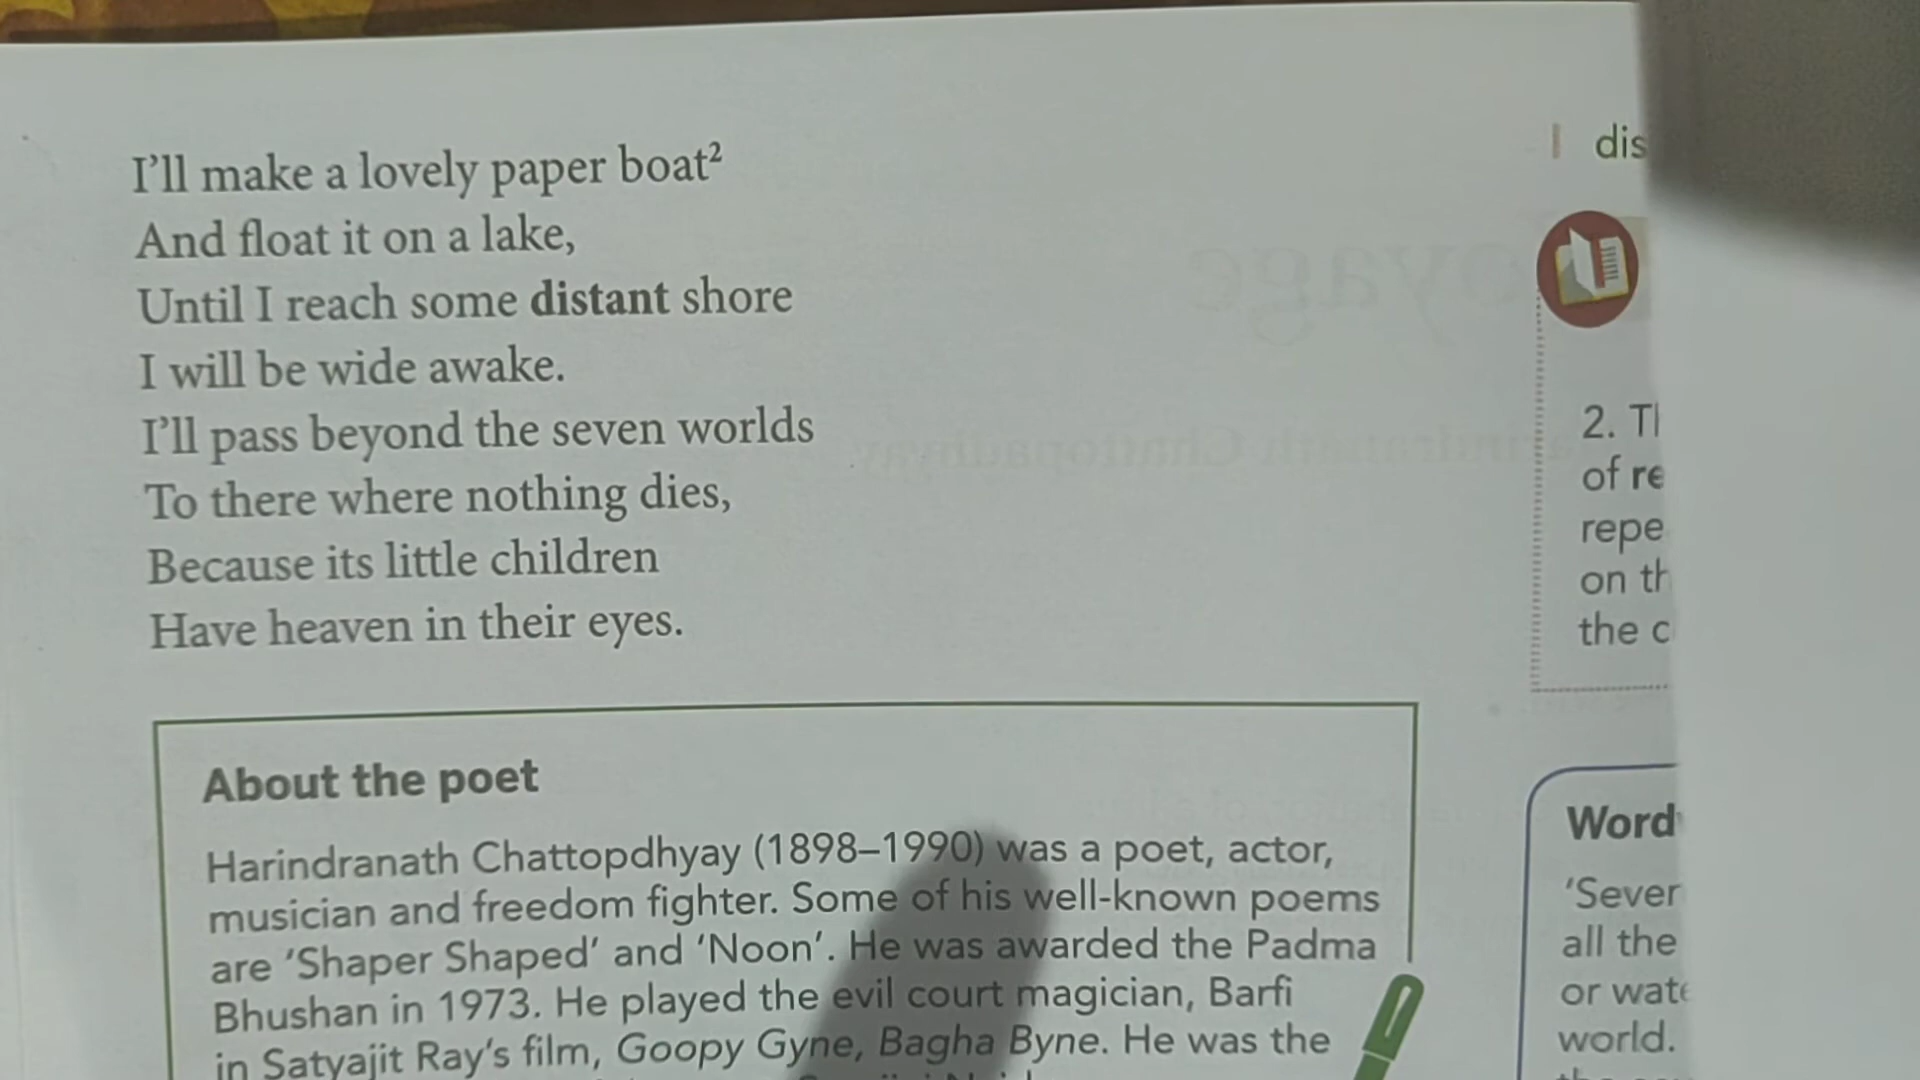 I'll make a lovely paper boat²
And float it on a lake,
Until I reach some distant shore
I will be wide awake.
I'll pass beyond the seven worlds
To there where nothing dies,
Because its little children
Have heaven in their eyes.
About the poet
Harindranath Chattopdhyay (1898–1990) was a poet, actor,
musician and freedom fighter. Some of his well-known poems
are 'Shaper Shaped' and 'Noon'. He was awarded the Padma
Bhushan in 1973. He played the evil court magician, Barfi
in Satyajit Ray's film, Goopy Gyne, Bagha Byne. He was the
dis
2. T
of re
repe
on th
the c
Word
'Seven
all the
or wate
world.